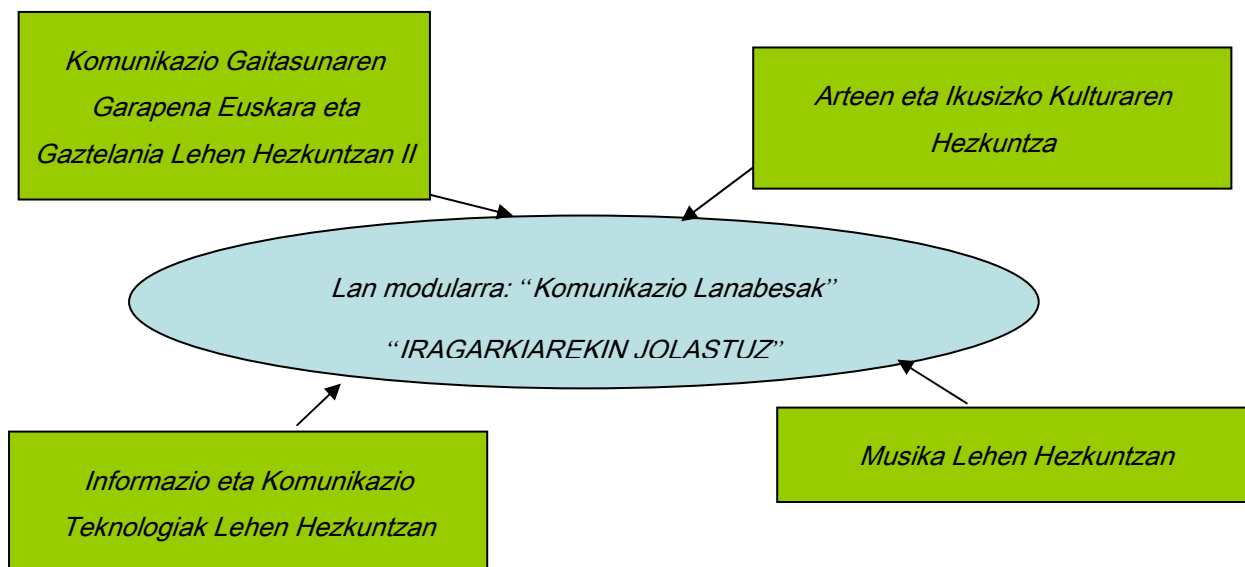 Komunikazio Gaitasunaren
Garapena Euskara eta
Gaztelania Lehen Hezkuntzan II
Arteen eta Ikusizko Kulturaren
Hezkuntza
Lan modularra: “Komunikazio Lanabesak”
“IRAGARKIAREKIN JOLASTUZ”
Informazio eta Komunikazio
Teknologiak Lehen Hezkuntzan
Musika Lehen Hezkuntzan